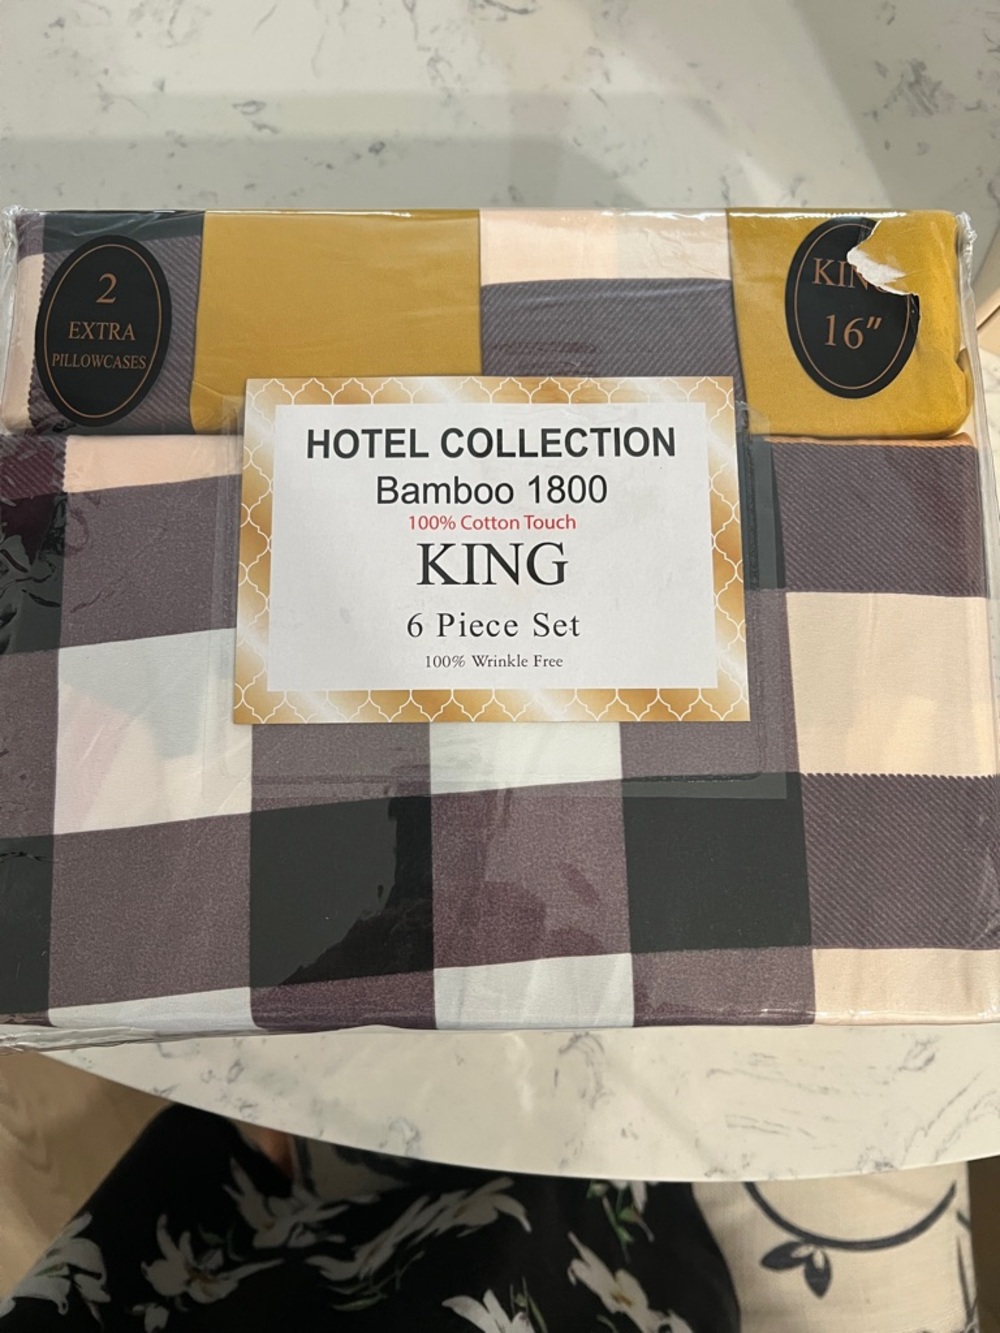 2
EXTRA
PILLOWCASES
16"
HOTEL COLLECTION
Bamboo 1800
100% Cotton Touch
KING
6 Piece Set
100% Wrinkle Free